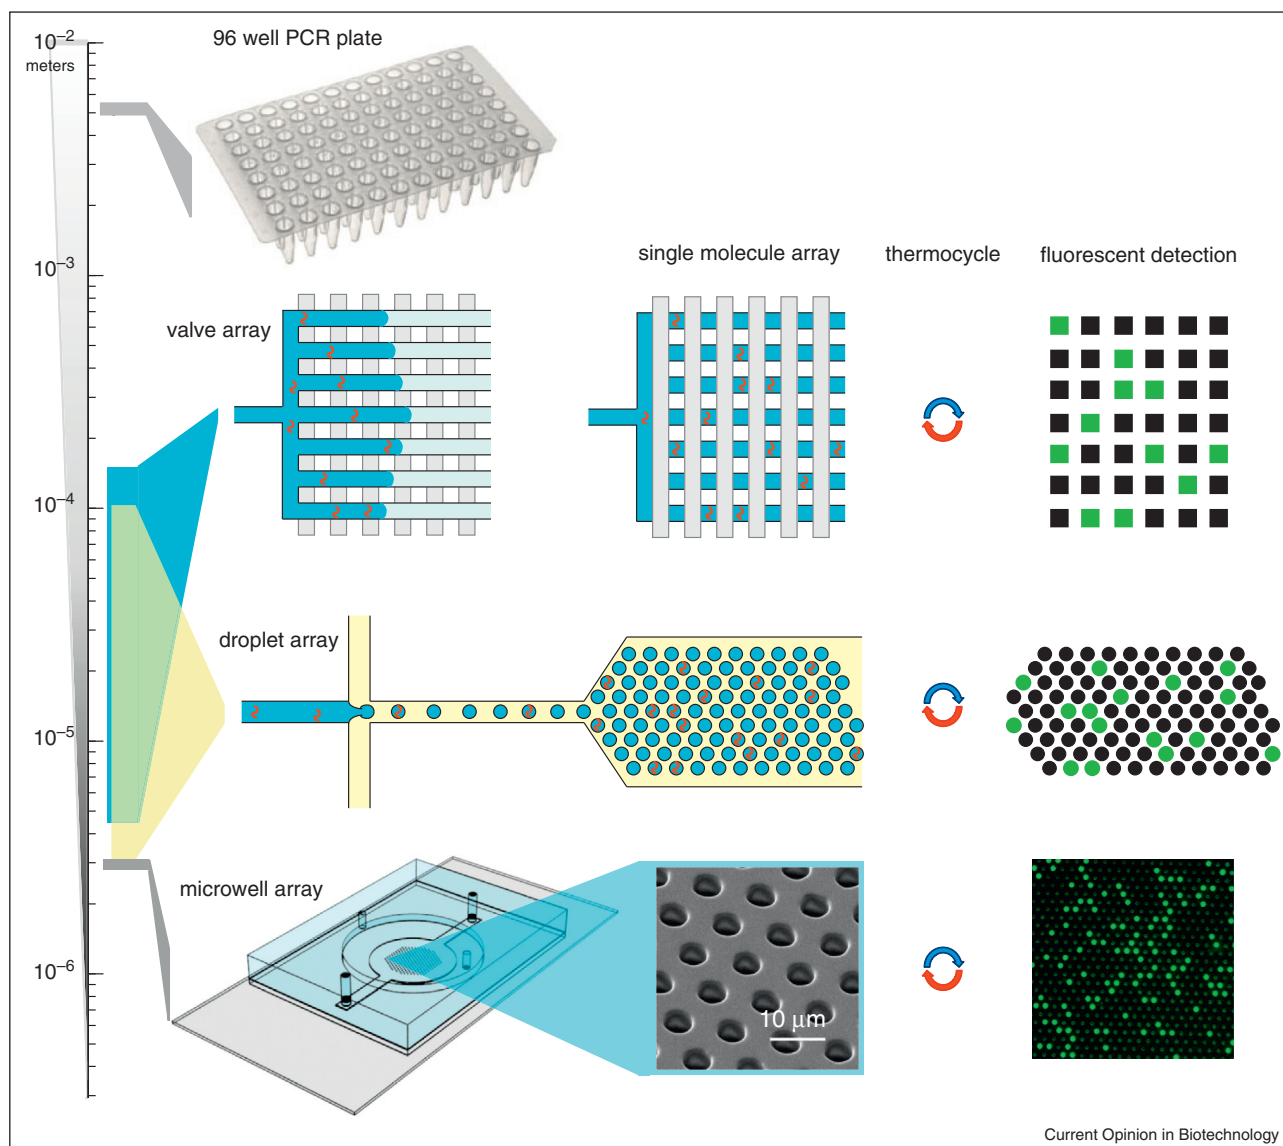 96 well PCR plate
10⁻²
meters
10⁻³
single molecule array
thermocycle
fluorescent detection
valve array
10⁻⁴
droplet array
10⁻⁵
microwell array
10⁻⁶
10 μm
Current Opinion in Biotechnology